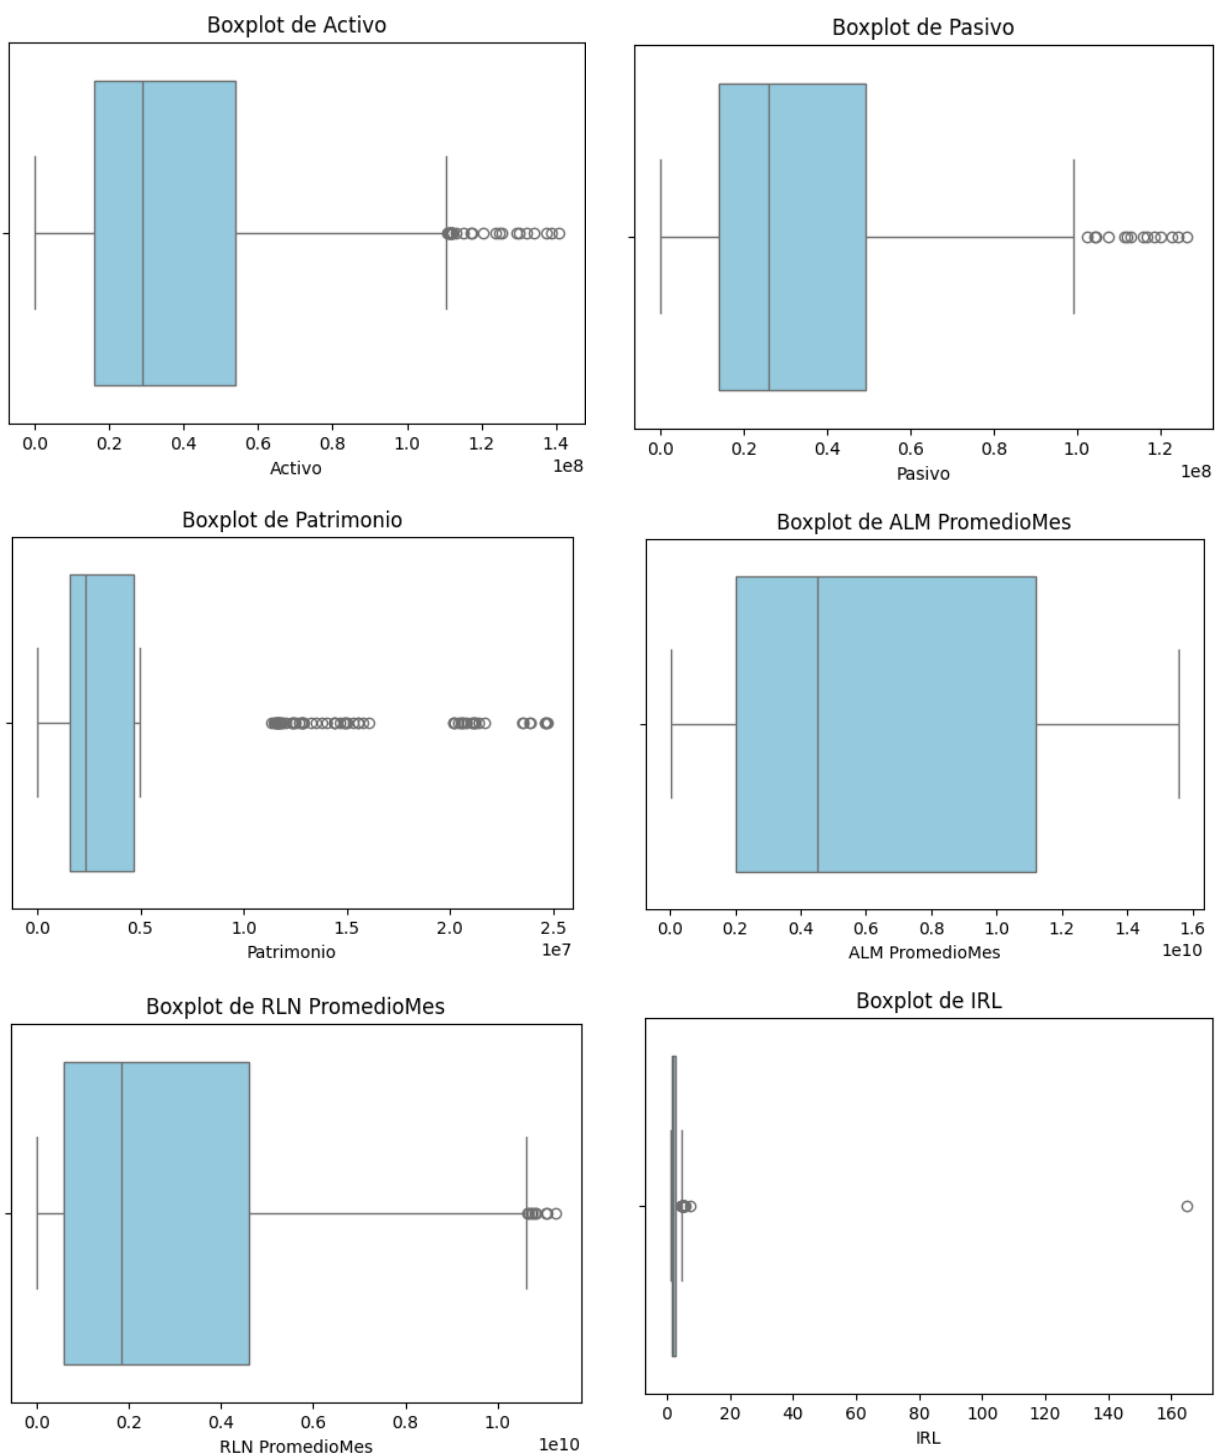 Boxplot de Activo
0.0 0.2 0.4 0.6 0.8 1.0 1.2 1.4
1e8
Activo
Boxplot de Pasivo
0.0 0.2 0.4 0.6 0.8 1.0 1.2
1e8
Pasivo
Boxplot de Patrimonio
0.0 0.5 1.0 1.5 2.0 2.5
1e7
Patrimonio
Boxplot de ALM PromedioMes
0.0 0.2 0.4 0.6 0.8 1.0 1.2 1.4 1.6
1e10
ALM PromedioMes
Boxplot de RLN PromedioMes
0.0 0.2 0.4 0.6 0.8 1.0
1e10
RLN PromedioMes
Boxplot de IRL
0 20 40 60 80 100 120 140 160
IRL